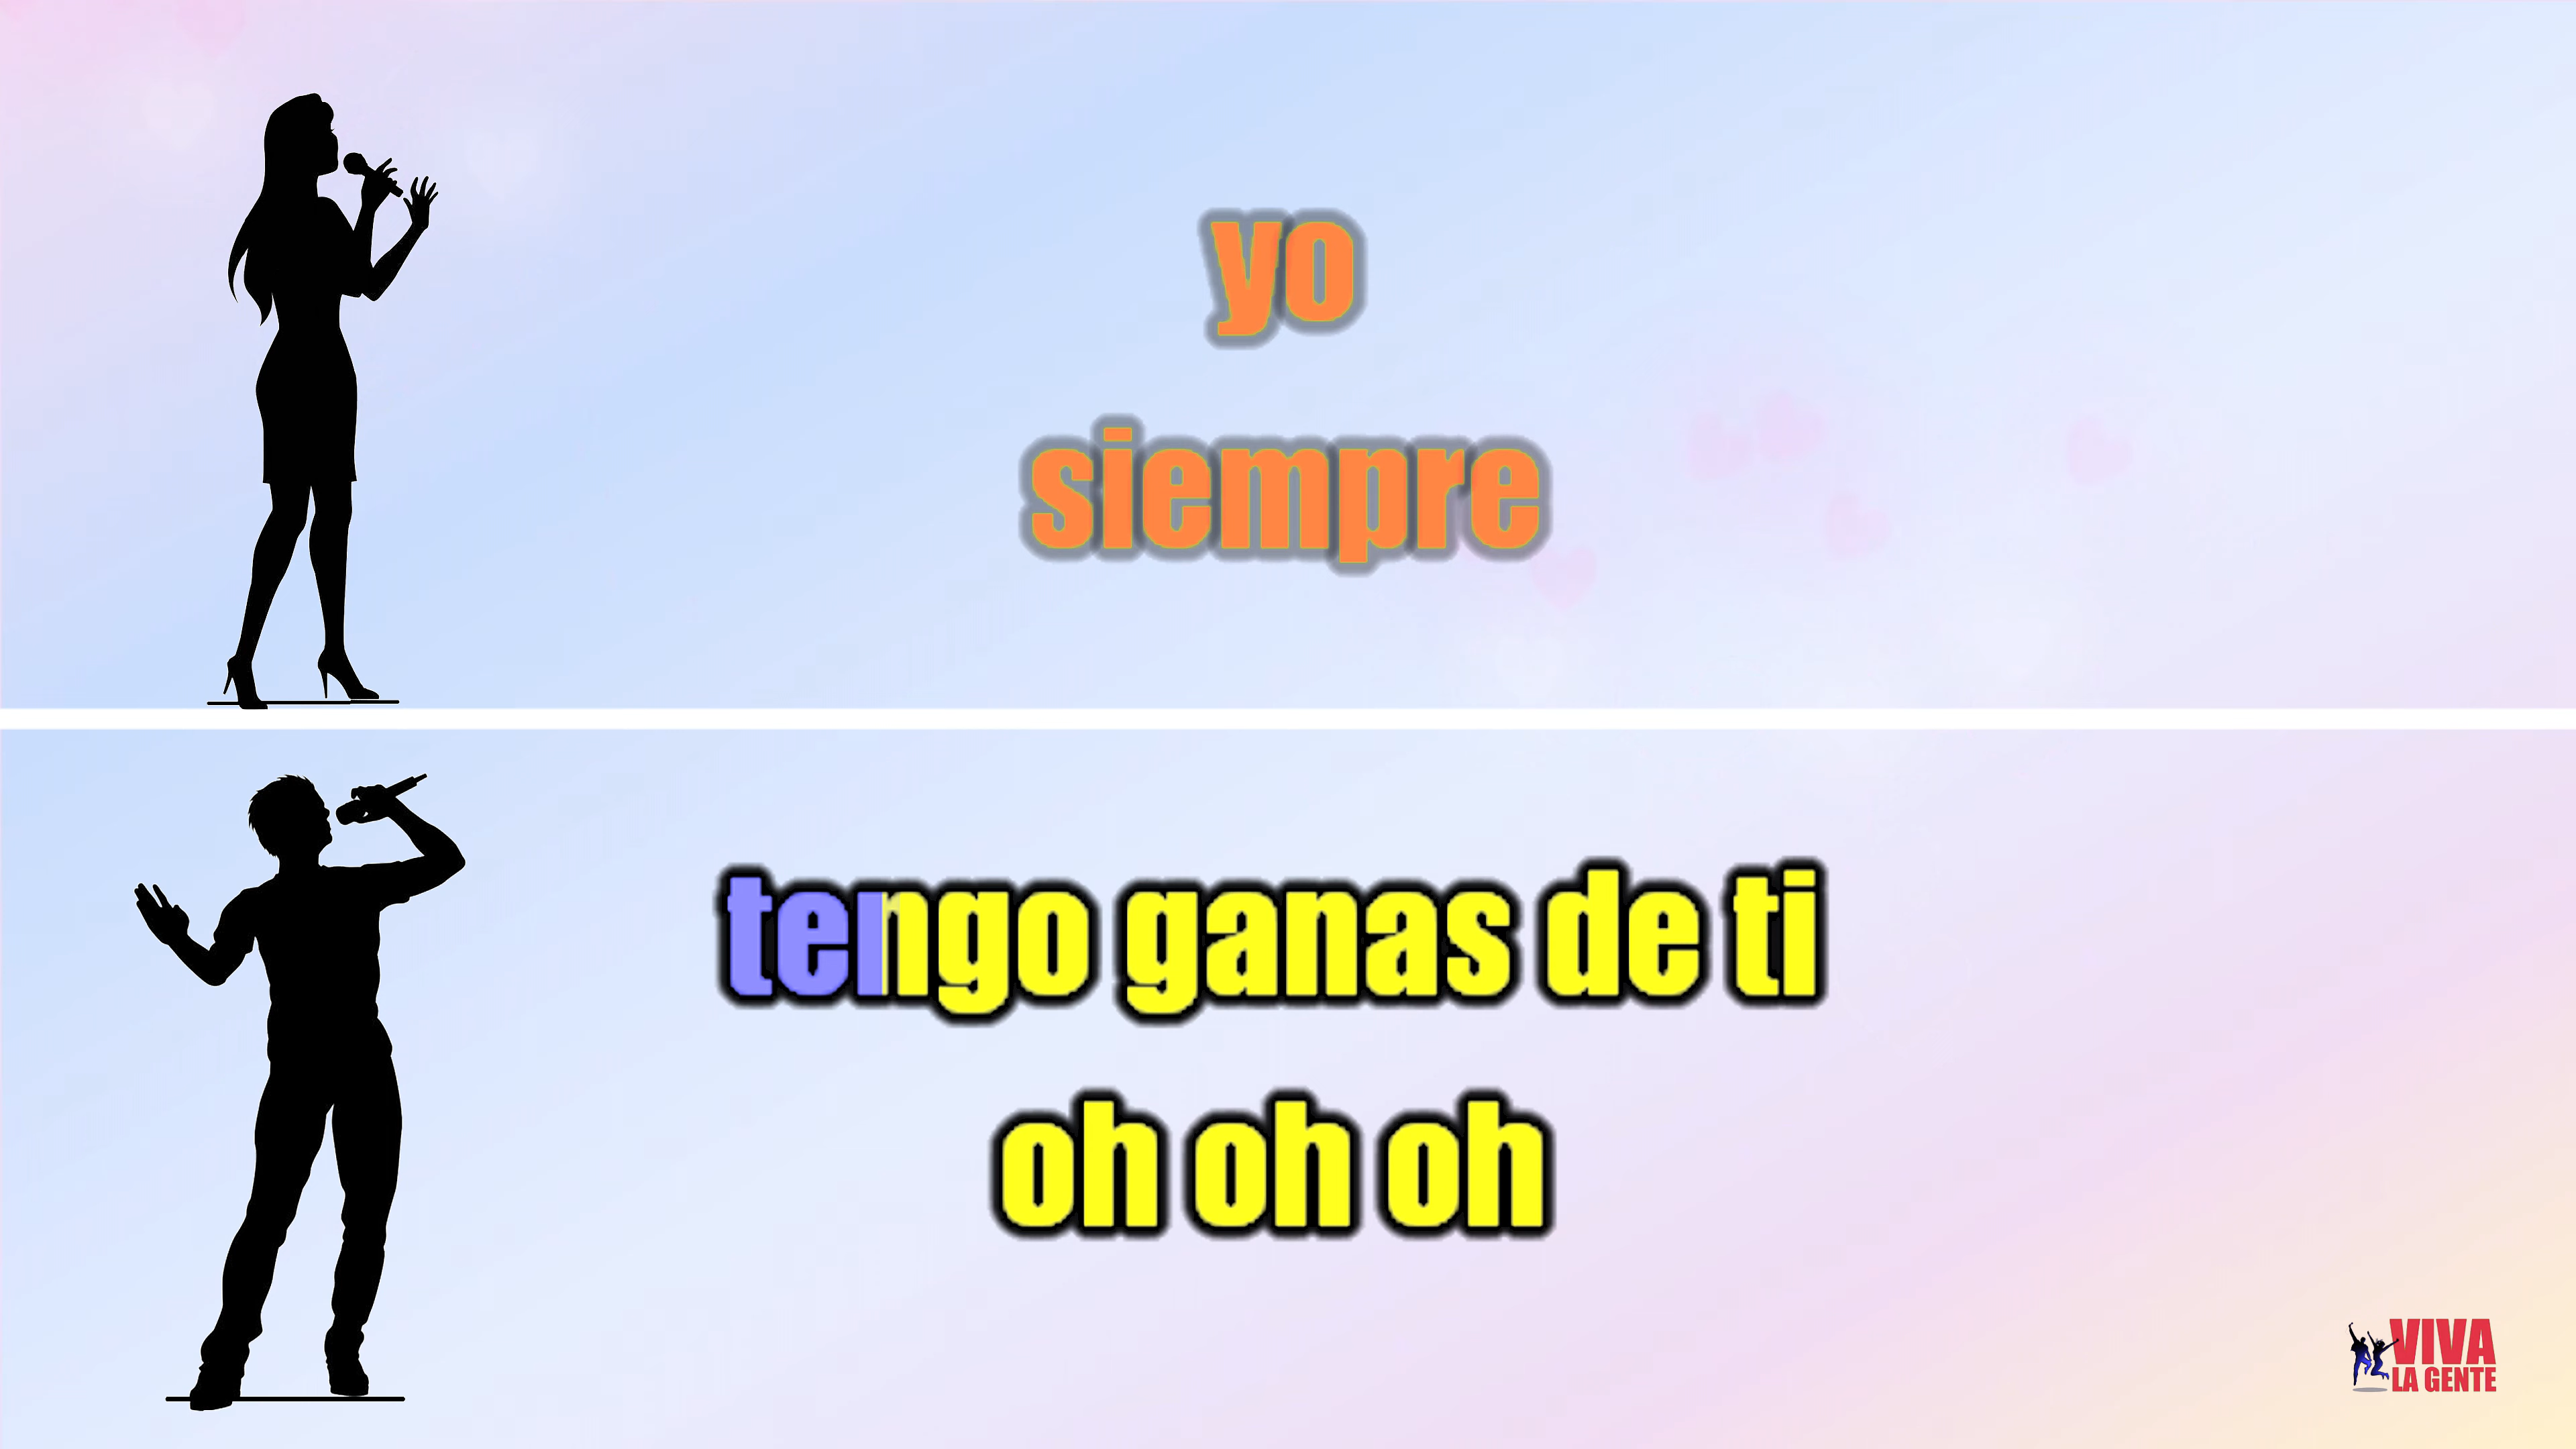 yo
siempre
tengo ganas de ti
oh oh oh
VIVA
LA GENTE